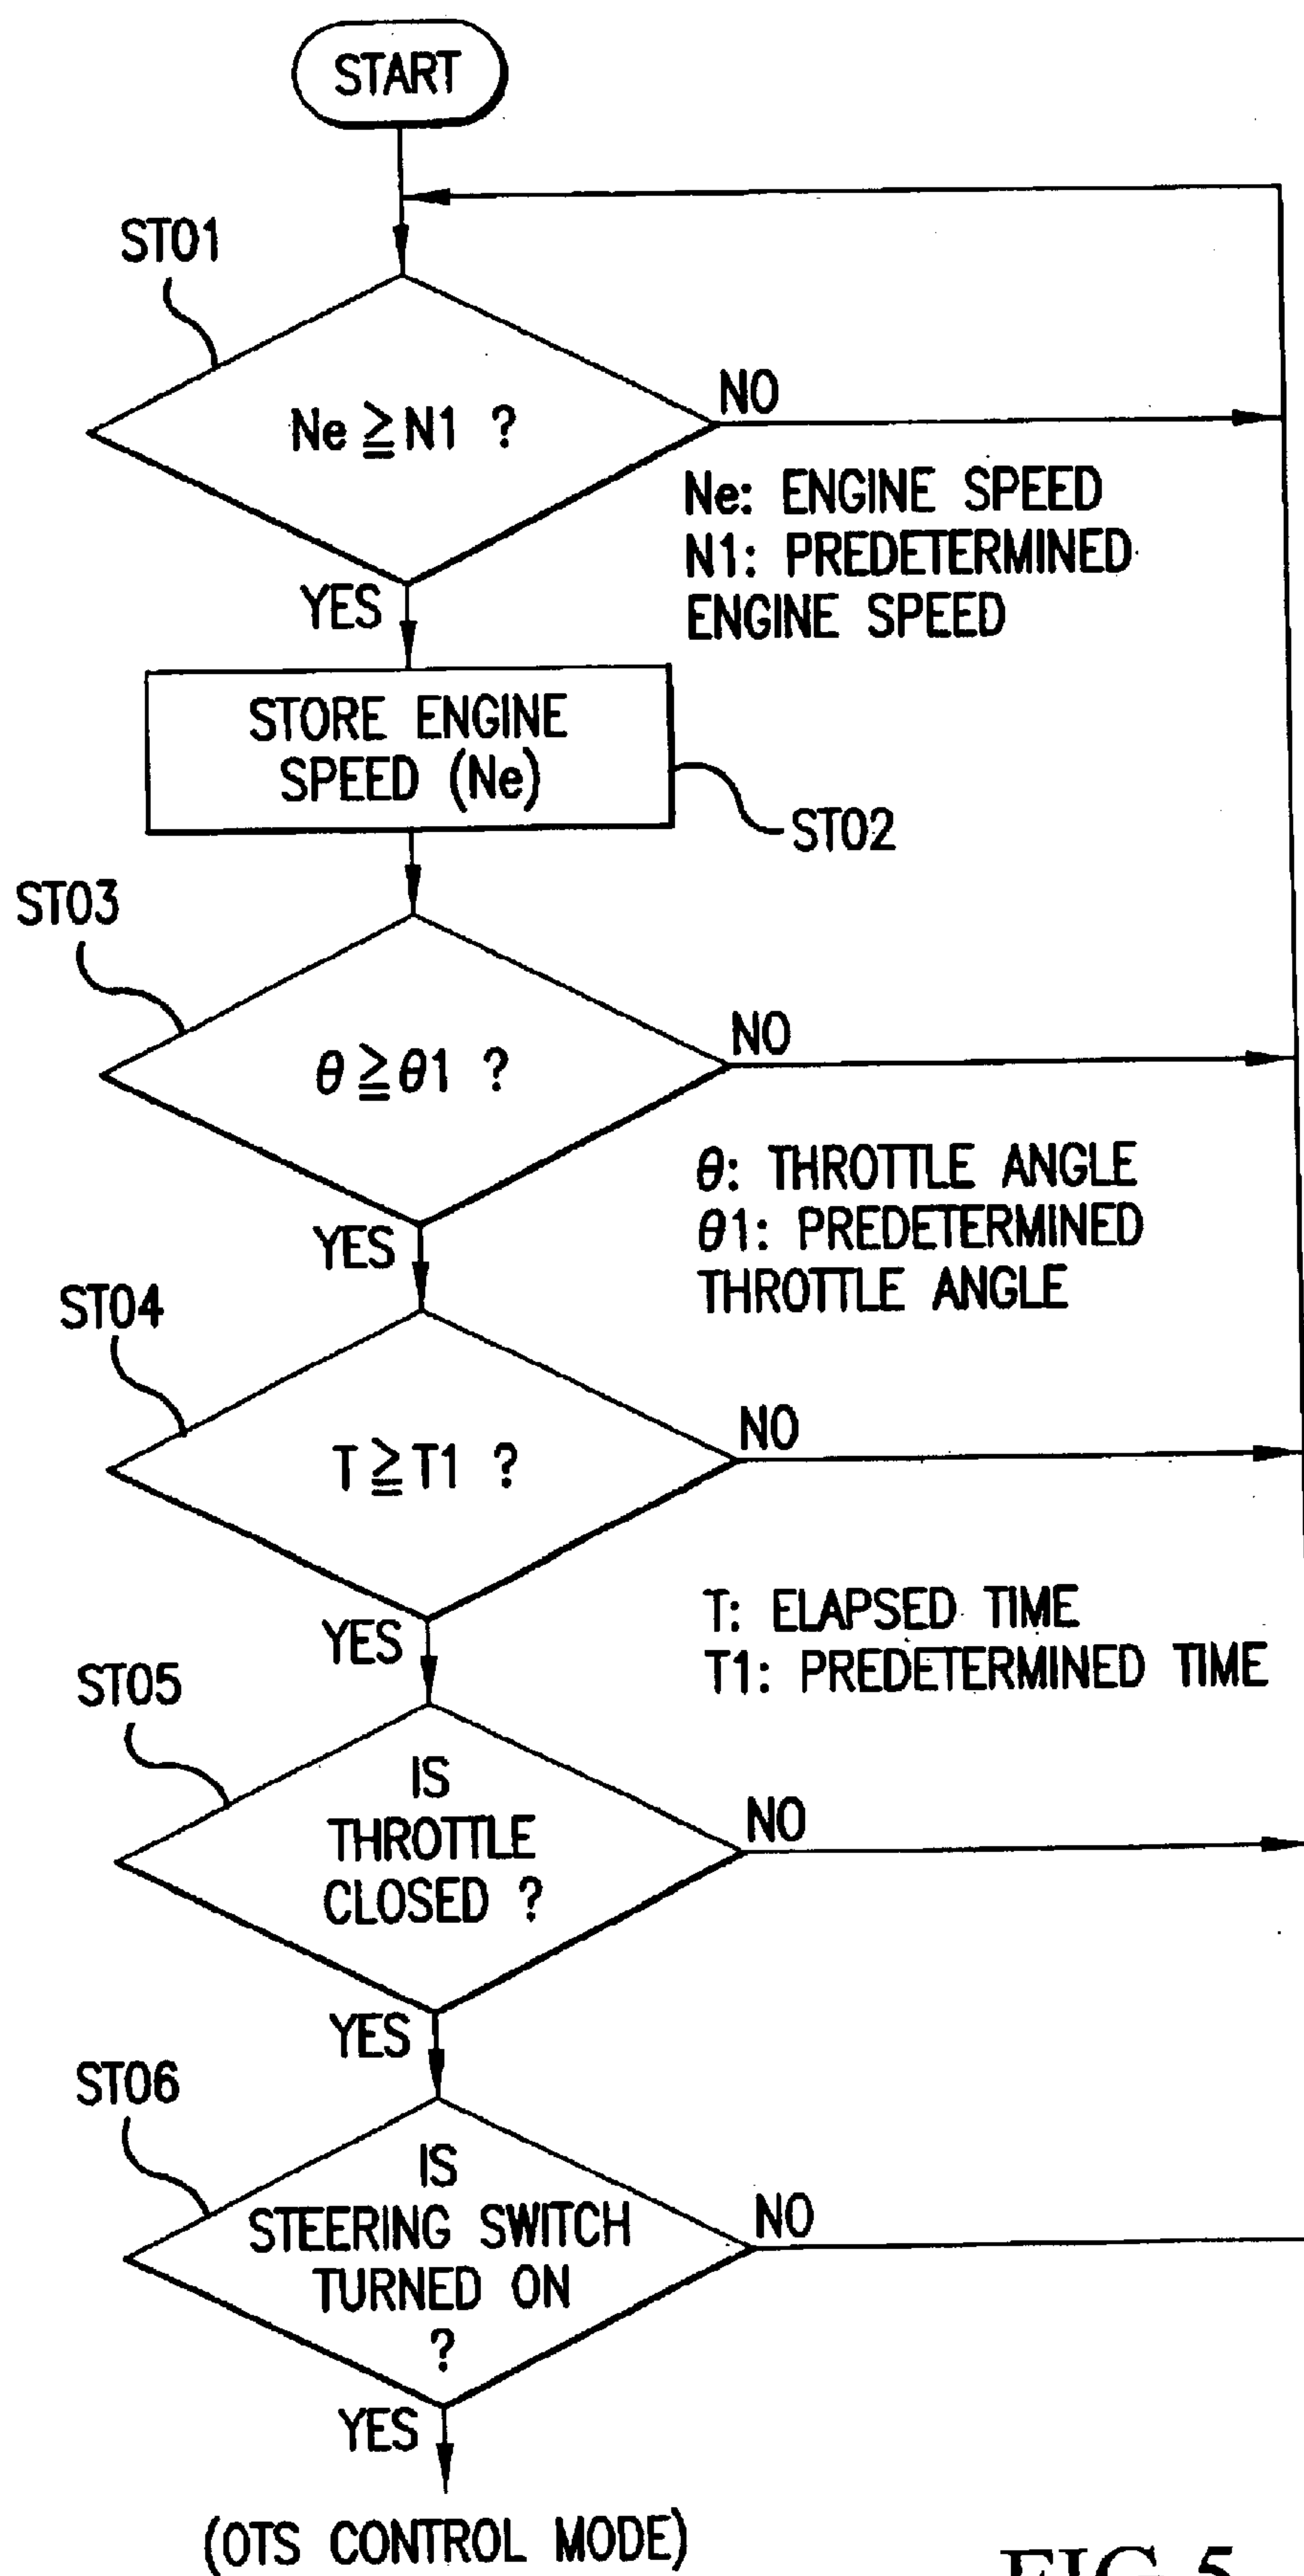 START
ST01
Ne ≧ N1 ?
NO
Ne: ENGINE SPEED
N1: PREDETERMINED
ENGINE SPEED
YES
STORE ENGINE
SPEED (Ne)
ST02
ST03
θ ≧ θ1 ?
NO
θ: THROTTLE ANGLE
θ1: PREDETERMINED
THROTTLE ANGLE
YES
ST04
T ≧ T1 ?
NO
T: ELAPSED TIME
T1: PREDETERMINED TIME
YES
ST05
IS
THROTTLE
CLOSED ?
NO
YES
ST06
IS
STEERING SWITCH
TURNED ON
?
NO
YES
(OTS CONTROL MODE)
FIG. 5